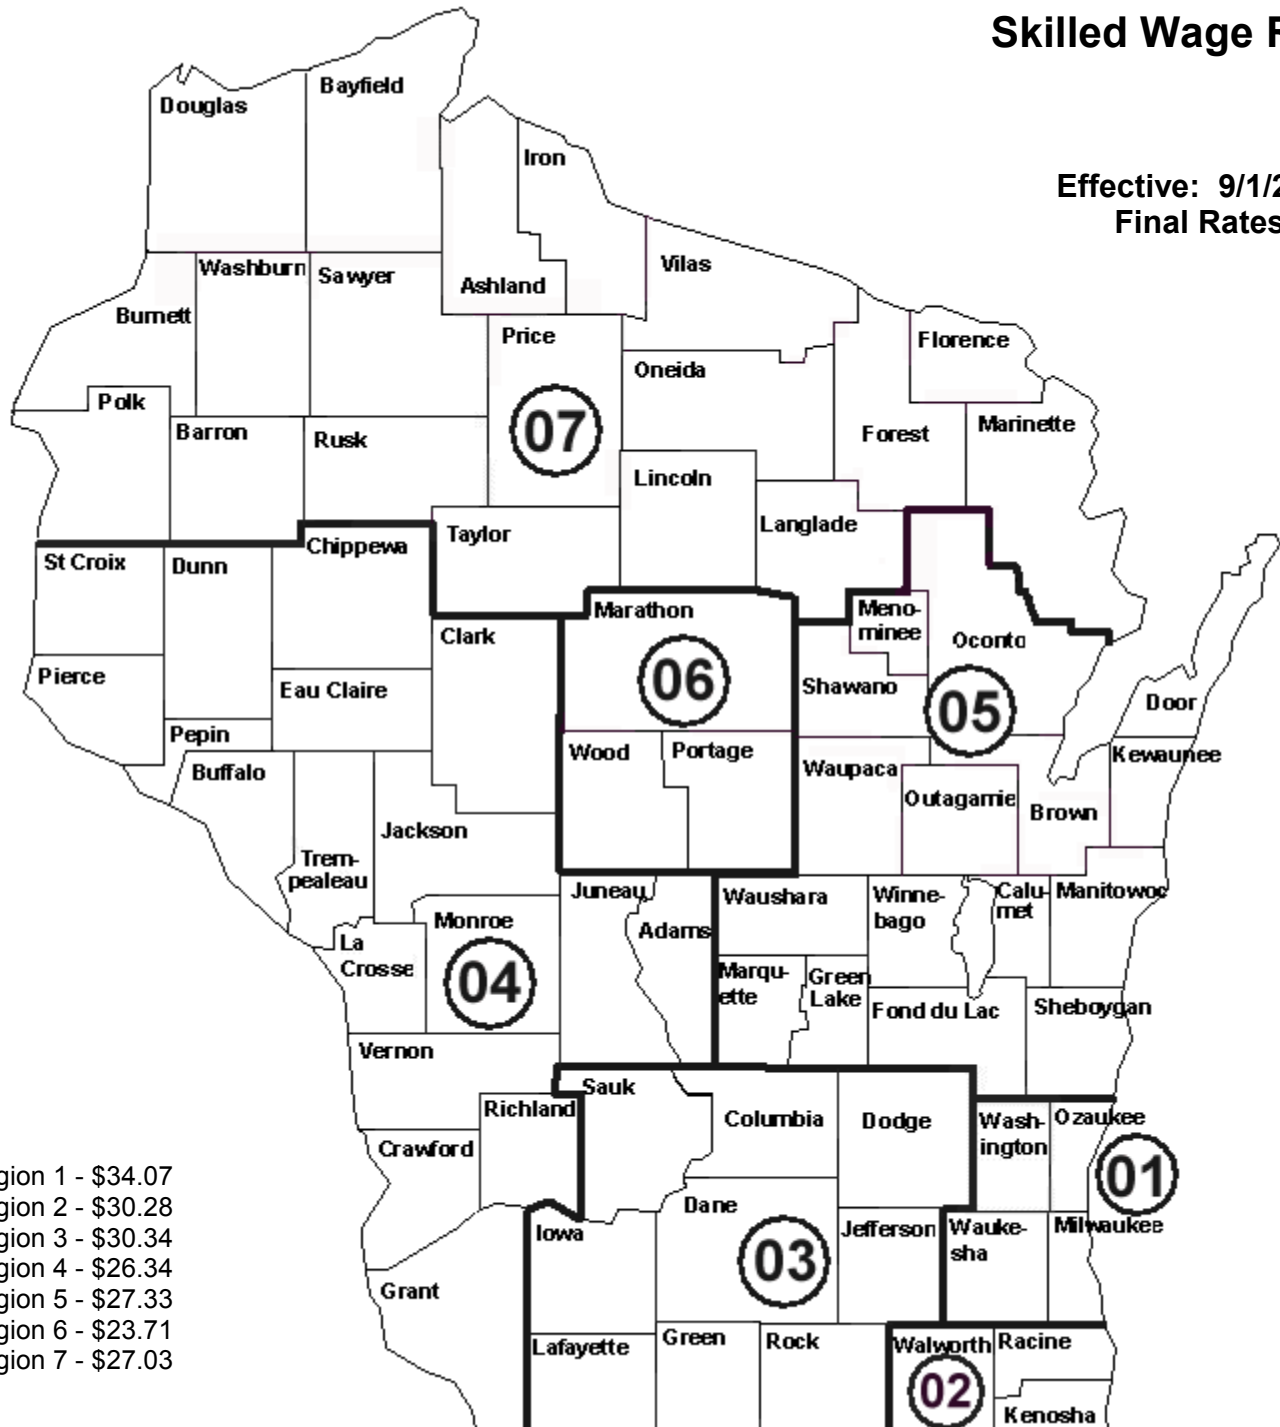 Skilled Wage R
Effective: 9/1/2
Final Rates
Bayfield
Douglas
Iron
Washburn
Sawyer
Vilas
Ashland
Burnett
Price
Florence
Oneida
Polk
Barron
Rusk
07
Forest
Marinette
Lincoln
Langlade
Taylor
Chippewa
St Croix
Dunn
Marathon
Meno-
minee
Clark
Oconto
Pierce
Eau Claire
06
Shawano
05
Door
Pepin
Wood
Portage
Kewaunee
Buffalo
Waupaca
Outagamie
Brown
Jackson
Trem-
pealeau
Juneau
Waushara
Winne-
bago
Calu-
met
Manitowoc
Monroe
Adams
La
Crosse
04
Marqu-
ette
Green
Lake
Fond du Lac
Sheboygan
Vernon
Sauk
Richland
Columbia
Dodge
Wash-
ington
Ozaukee
Crawford
01
Dane
Iowa
Jefferson
Wauke-
sha
Milwaukee
03
Grant
Lafayette
Green
Rock
Walworth
Racine
02
Kenosha
gion 1 - $34.07
gion 2 - $30.28
gion 3 - $30.34
gion 4 - $26.34
gion 5 - $27.33
gion 6 - $23.71
gion 7 - $27.03